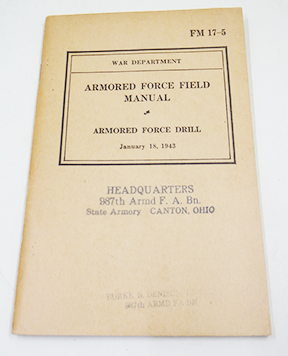 FM 17-5
WAR DEPARTMENT
ARMORED FORCE FIELD
MANUAL
ARMORED FORCE DRILL
January 18, 1943
HEADQUARTERS
987th Armd F. A. Bn.
State Armory CANTON, OHIO